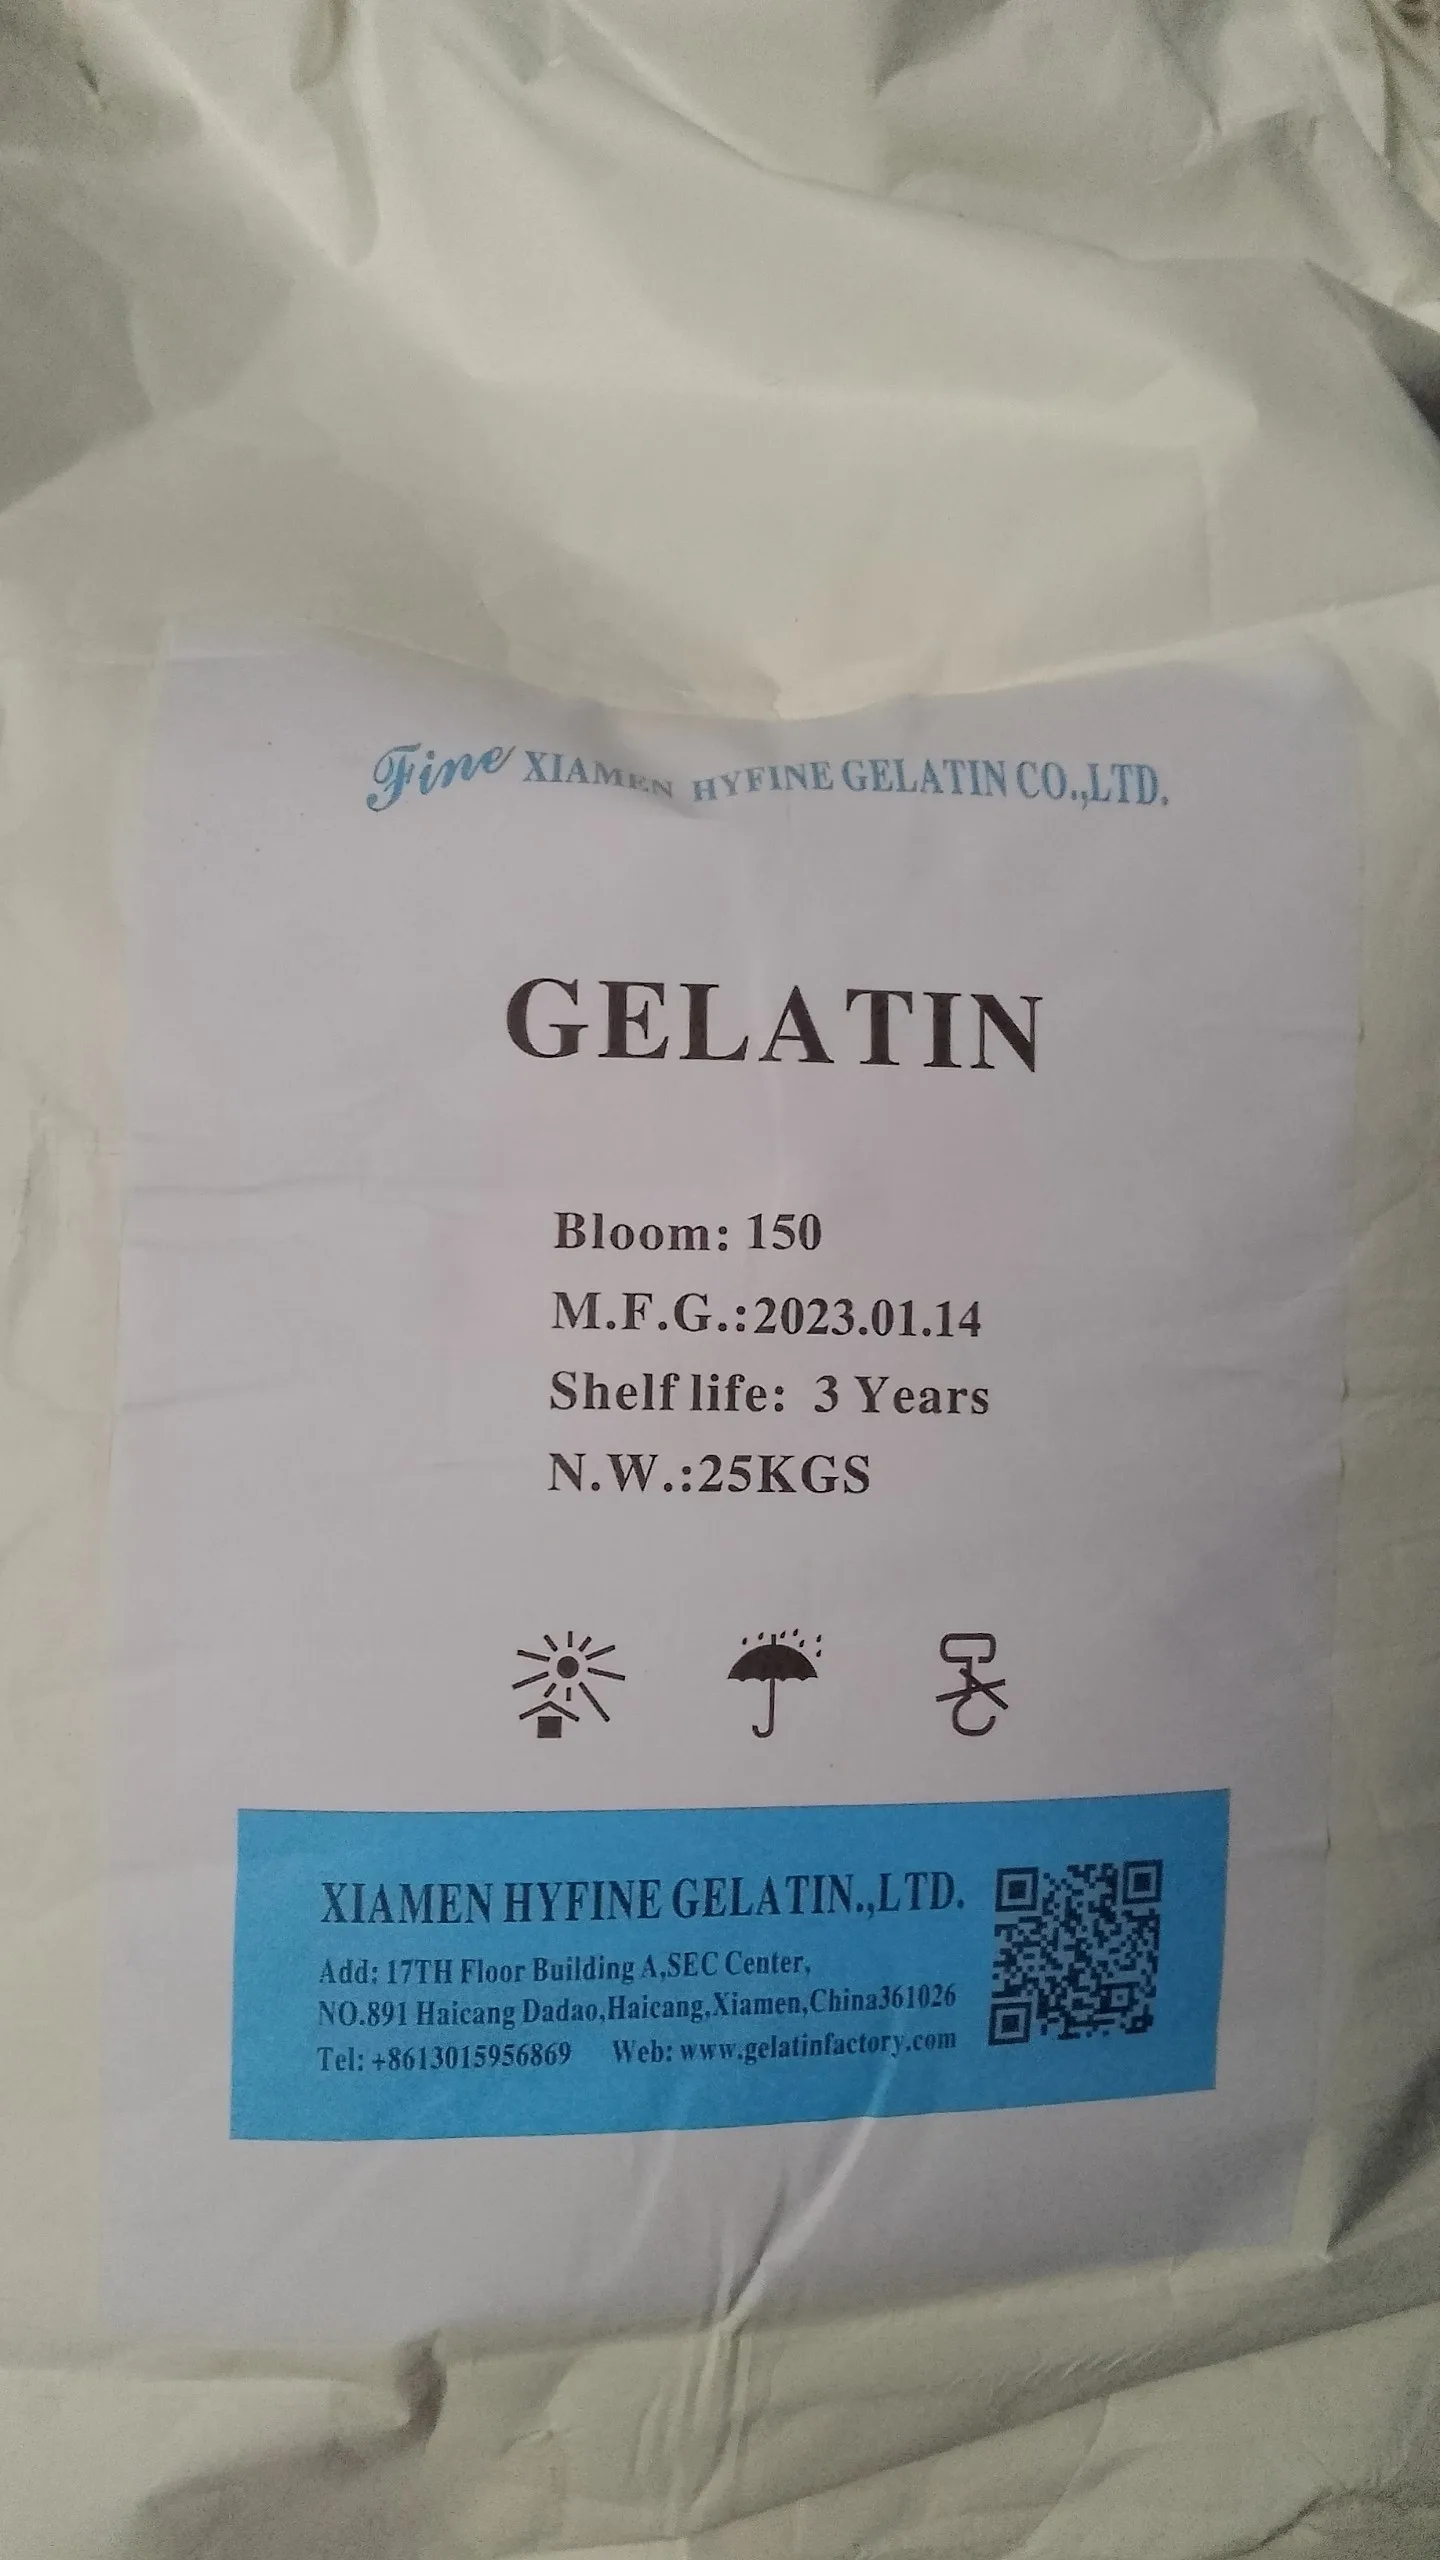 Fine XIAMEN HYFINE GELATIN CO.,LTD.
GELATIN
Bloom: 150
M.F.G.:2023.01.14
Shelf life: 3 Years
N.W.:25KGS
XIAMEN HYFINE GELATIN.,LTD.
Add: 17TH Floor Building A,SEC Center,
NO.891 Haicang Dadao,Haicang,Xiamen,China361026
Tel: +8613015956869 Web: www.gelatinfactory.com